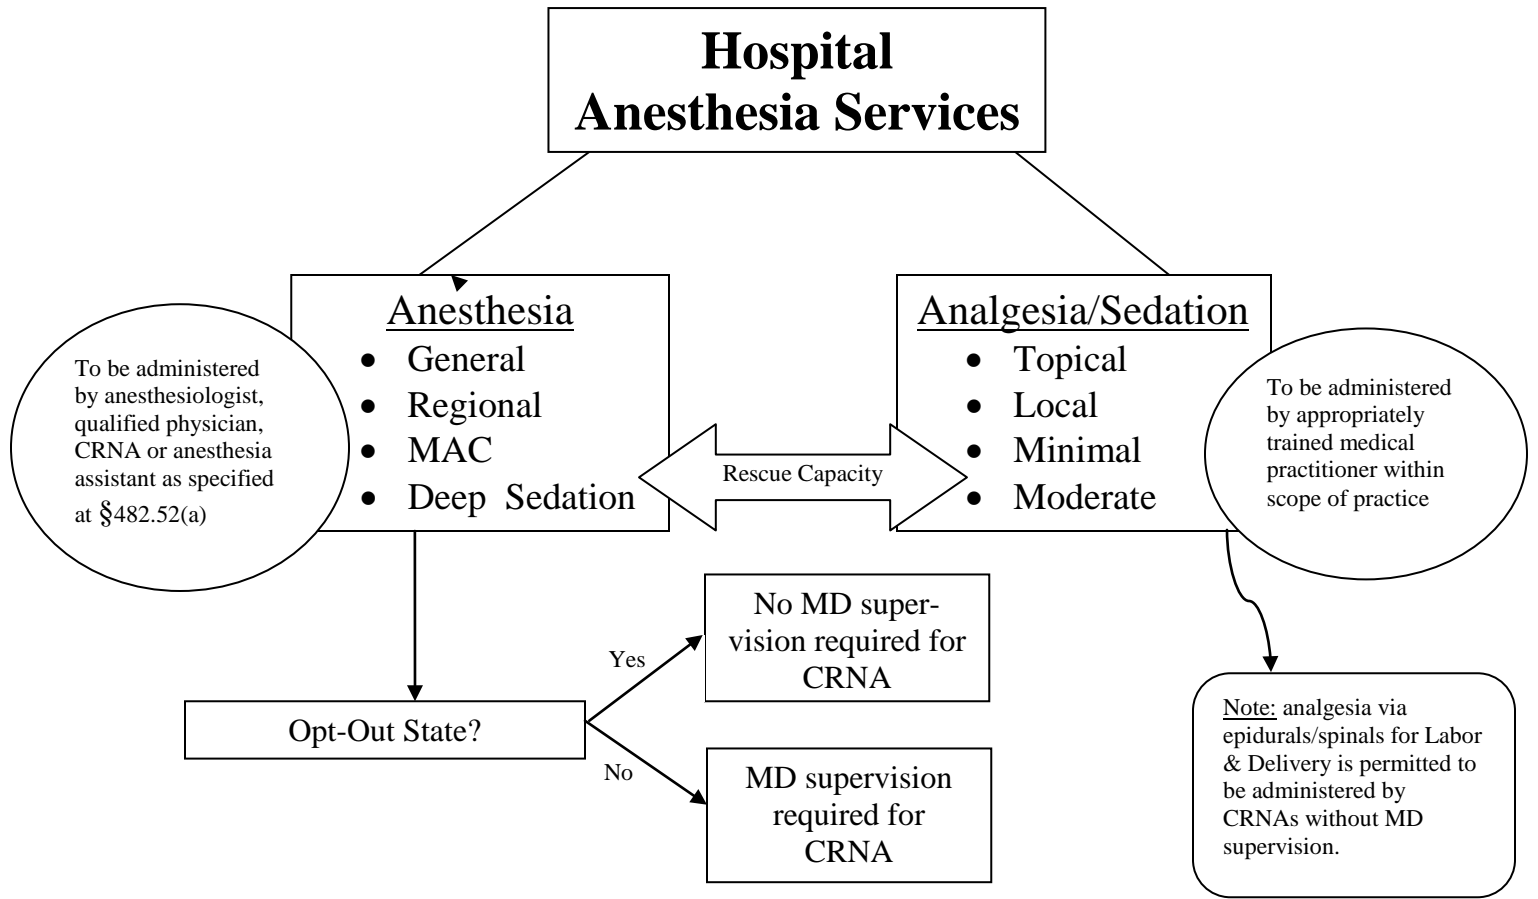 Hospital
Anesthesia Services
Anesthesia
• General
• Regional
• MAC
• Deep Sedation
To be administered
by anesthesiologist,
qualified physician,
CRNA or anesthesia
assistant as specified
at §482.52(a)
Rescue Capacity
Analgesia/Sedation
• Topical
• Local
• Minimal
• Moderate
To be administered
by appropriately
trained medical
practitioner within
scope of practice
Opt-Out State?
Yes
No MD super-
vision required for
CRNA
No
MD supervision
required for
CRNA
Note: analgesia via
epidurals/spinals for Labor
& Delivery is permitted to
be administered by
CRNAs without MD
supervision.